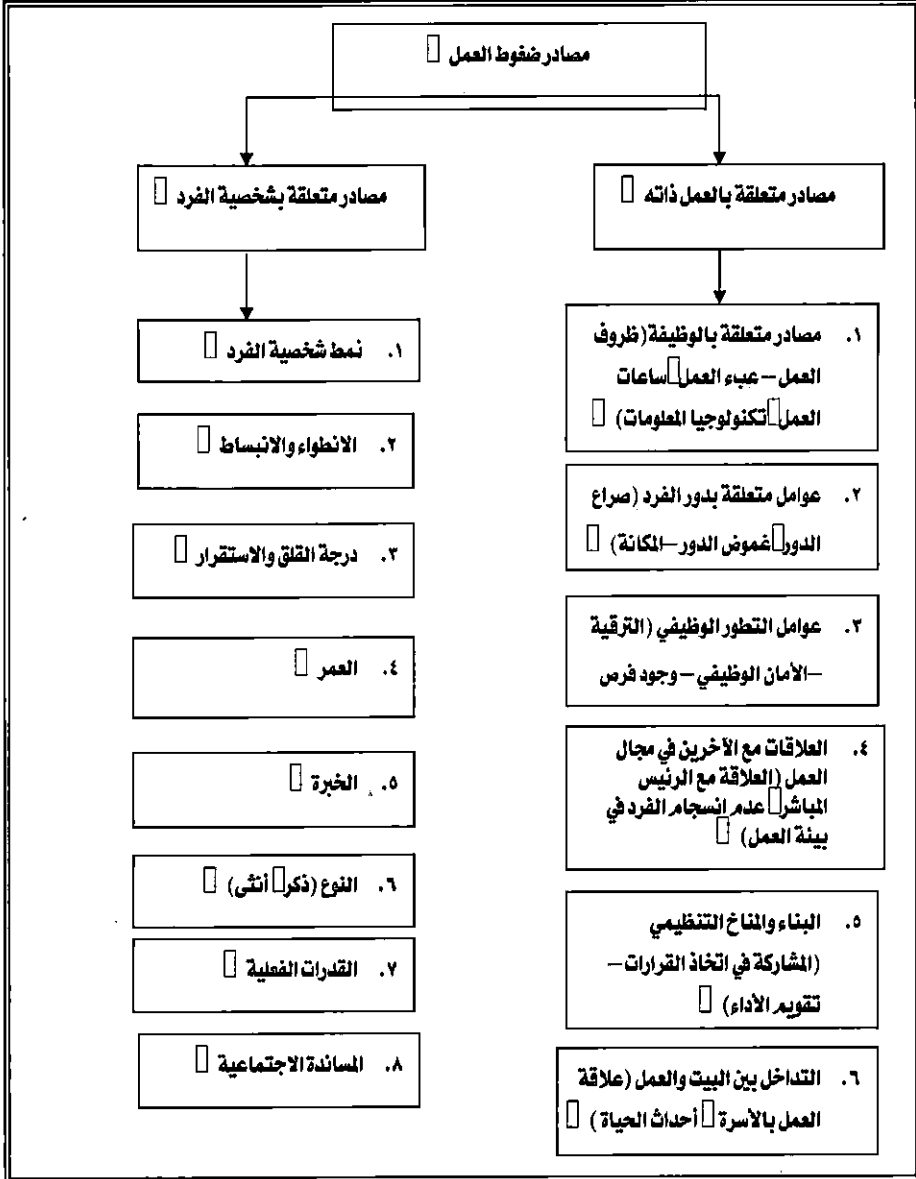 مصادر ضغوط العمل
مصادر متعلقة بالعمل ذاته
مصادر متعلقة بشخصية الفرد
١. مصادر متعلقة بالوظيفة (ظروف
العمل – عبء العمل ساعات
العمل تكنولوجيا المعلومات)
٢. عوامل متعلقة بدور الفرد (صراع
الدور غموض الدور – المكانة)
٣. عوامل التطور الوظيفي (الترقية
– الأمان الوظيفي – وجود فرص
٤. العلاقات مع الآخرين في مجال
العمل (العلاقة مع الرئيس
المباشر عدم انسجام الفرد في
بيئة العمل)
٥. البناء والمناخ التنظيمي
(المشاركة في اتخاذ القرارات –
تقويم الأداء)
٦. التداخل بين البيت والعمل (علاقة
العمل بالأسرة أحداث الحياة)
١. نمط شخصية الفرد
٢. الانطواء والانبساط
٣. درجة القلق والاستقرار
٤. العمر
٥. الخبرة
٦. النوع (ذكر أنثى)
٧. القدرات الفعلية
٨. المساندة الاجتماعية